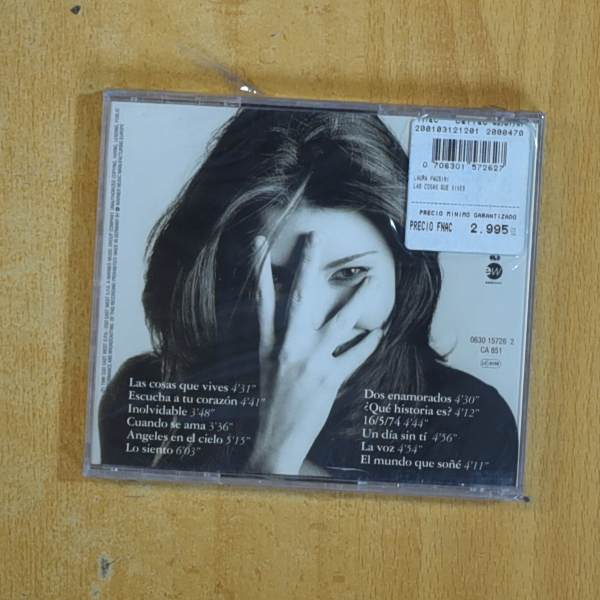 200103121201 2000470
0 706301 572627
LAURA PAUSINI
LAS COSAS QUE VIVES
PRECIO MINIMO GARANTIZADO
PRECIO FNAC 2.995
ew
0630 15726 2
CA 851
Las cosas que vives 4'31"
Escucha a tu corazón 4'41"
Inolvidable 3'48"
Cuando se ama 3'36"
Angeles en el cielo 5'15"
Lo siento 6'03"
Dos enamorados 4'30"
¿Qué historia es? 4'12"
16/5/74 4'44"
Un día sin tí 4'56"
La voz 4'54"
El mundo que soñé 4'11"